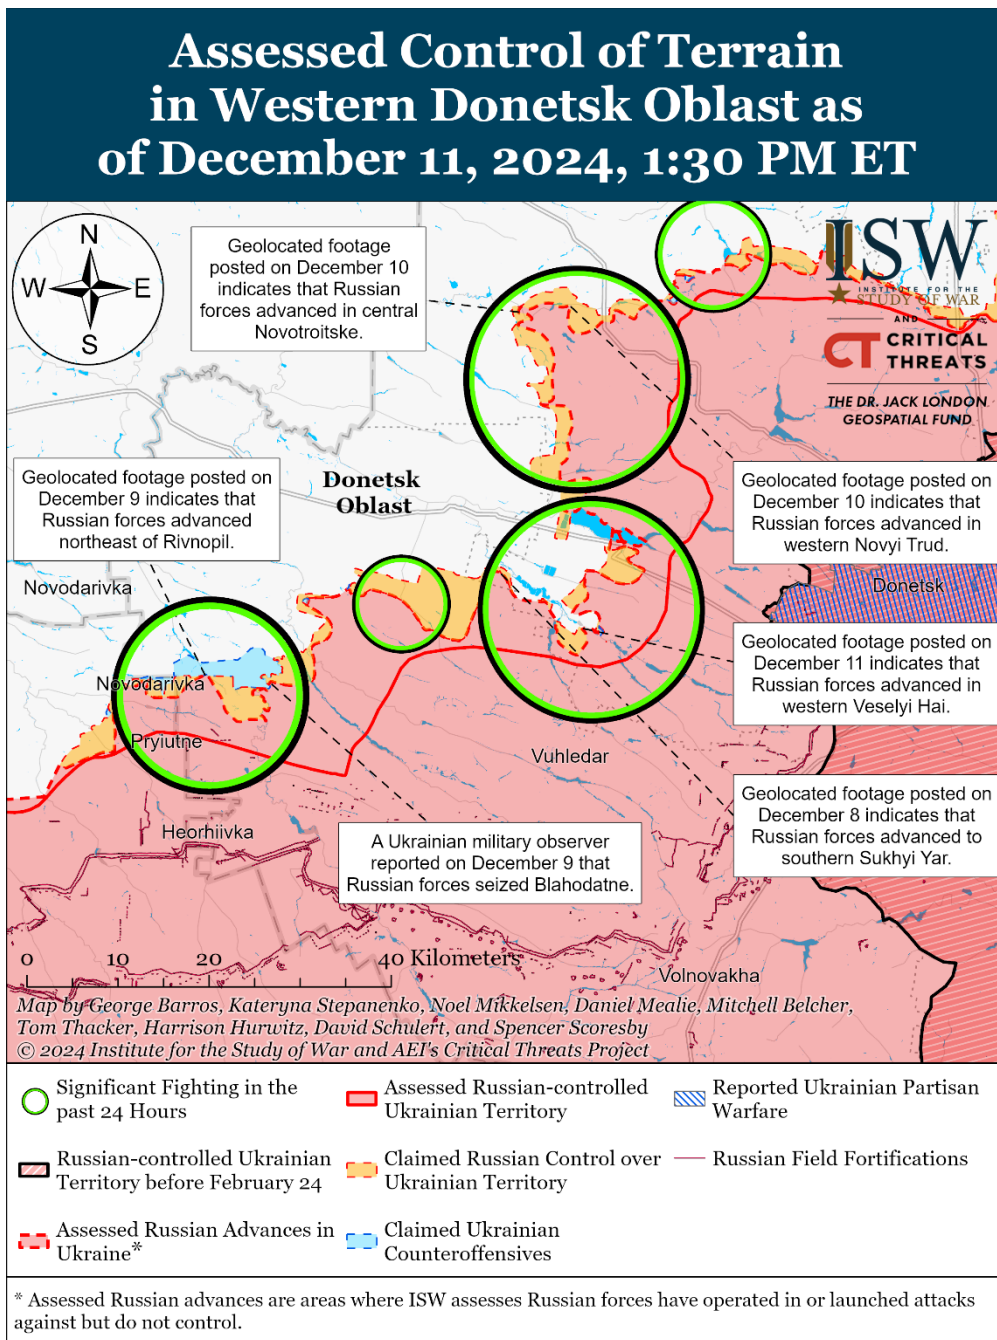 Assessed Control of Terrain
in Western Donetsk Oblast as
of December 11, 2024, 1:30 PM ET
N
W
E
S
Geolocated footage
posted on December 10
indicates that Russian
forces advanced in central
Novotroitske.
ISW
INSTITUTE FOR THE
STUDY OF WAR
AND
CT CRITICAL
THREATS
THE DR. JACK LONDON
GEOSPATIAL FUND
Geolocated footage posted on
December 9 indicates that
Russian forces advanced
northeast of Rivnopil.
Donetsk
Oblast
Geolocated footage posted on
December 10 indicates that
Russian forces advanced in
western Novyi Trud.
Novodarivka
Donetsk
Geolocated footage posted on
December 11 indicates that
Russian forces advanced in
western Veselyi Hai.
Novodarivka
Pryiutne
Vuhledar
Geolocated footage posted on
December 8 indicates that
Russian forces advanced to
southern Sukhyi Yar.
Heorhiivka
A Ukrainian military observer
reported on December 9 that
Russian forces seized Blahodatne.
0 20 40 Kilometers
Volnovakha
Map by George Barros, Kateryna Stepanenko, Noel Mikkelsen, Daniel Mealie, Mitchell Belcher,
Tom Thacker, Harrison Hurwitz, David Schulert, and Spencer Scoresby
© 2024 Institute for the Study of War and AEI's Critical Threats Project
Significant Fighting in the
past 24 Hours
Assessed Russian-controlled
Ukrainian Territory
Reported Ukrainian Partisan
Warfare
Russian-controlled Ukrainian
Territory before February 24
Claimed Russian Control over
Ukrainian Territory
Russian Field Fortifications
Assessed Russian Advances in
Ukraine*
Claimed Ukrainian
Counteroffensives
* Assessed Russian advances are areas where ISW assesses Russian forces have operated in or launched attacks
against but do not control.